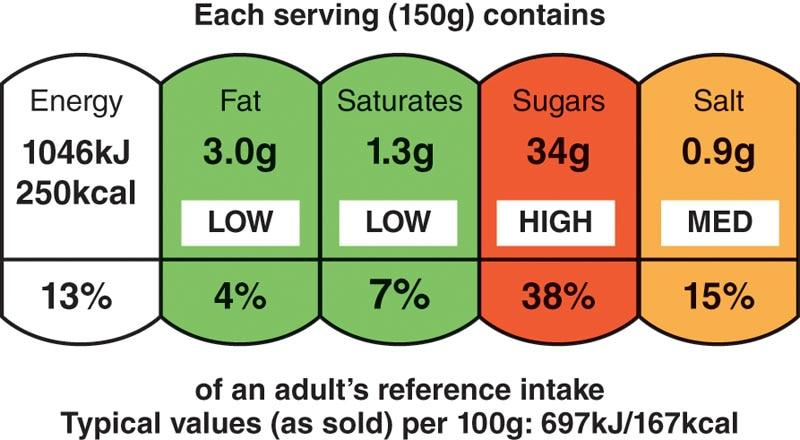 Each serving (150g) contains
Energy Fat Saturates Sugars Salt
1046kJ 3.0g 1.3g 34g 0.9g
250kcal
LOW LOW HIGH MED
13% 4% 7% 38% 15%
of an adult's reference intake
Typical values (as sold) per 100g: 697kJ/167kcal